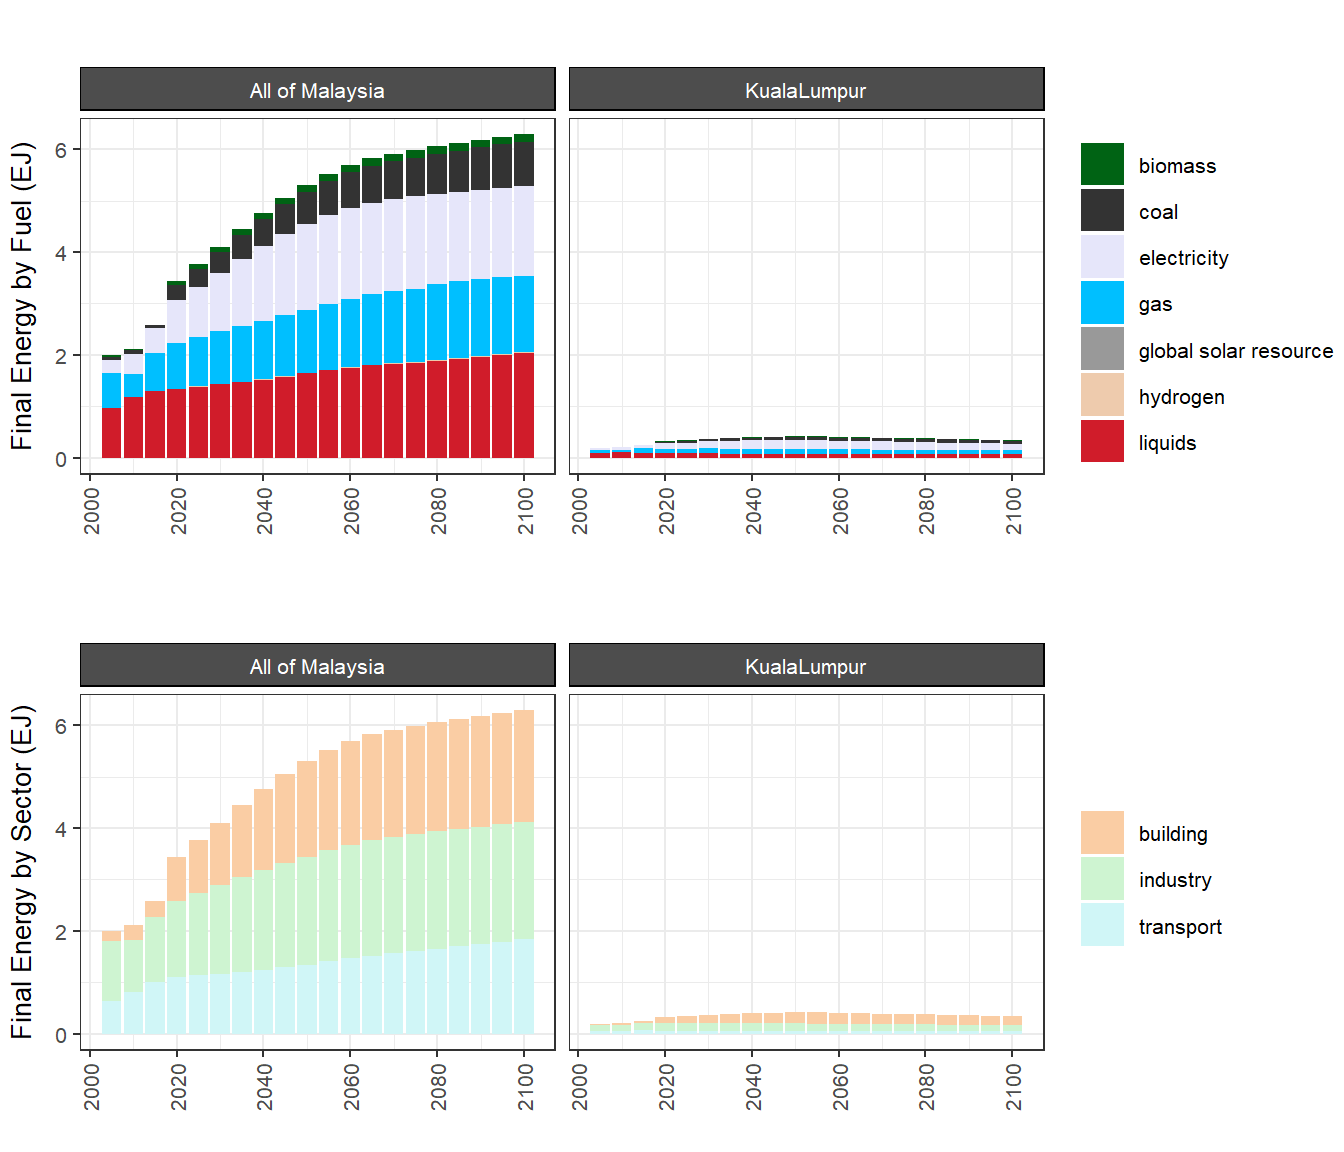 All of Malaysia
KualaLumpur
Final Energy by Fuel (EJ)
6
4
2
0
2000
2020
2040
2060
2080
2100
2000
2020
2040
2060
2080
2100
biomass
coal
electricity
gas
global solar resource
hydrogen
liquids
All of Malaysia
KualaLumpur
Final Energy by Sector (EJ)
6
4
2
0
2000
2020
2040
2060
2080
2100
2000
2020
2040
2060
2080
2100
building
industry
transport